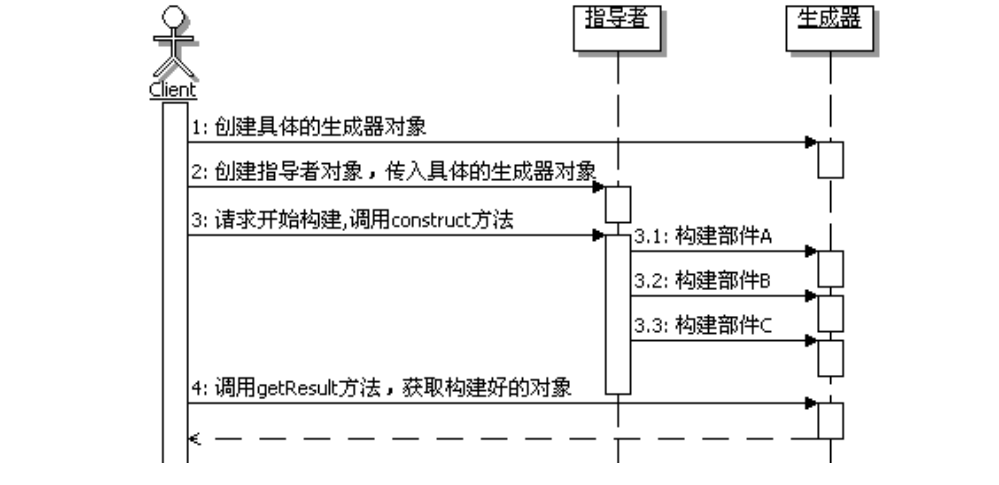 指导者
生成器
Client
1: 创建具体的生成器对象
2: 创建指导者对象，传入具体的生成器对象
3: 请求开始构建,调用construct方法
3.1: 构建部件A
3.2: 构建部件B
3.3: 构建部件C
4: 调用getResult方法，获取构建好的对象